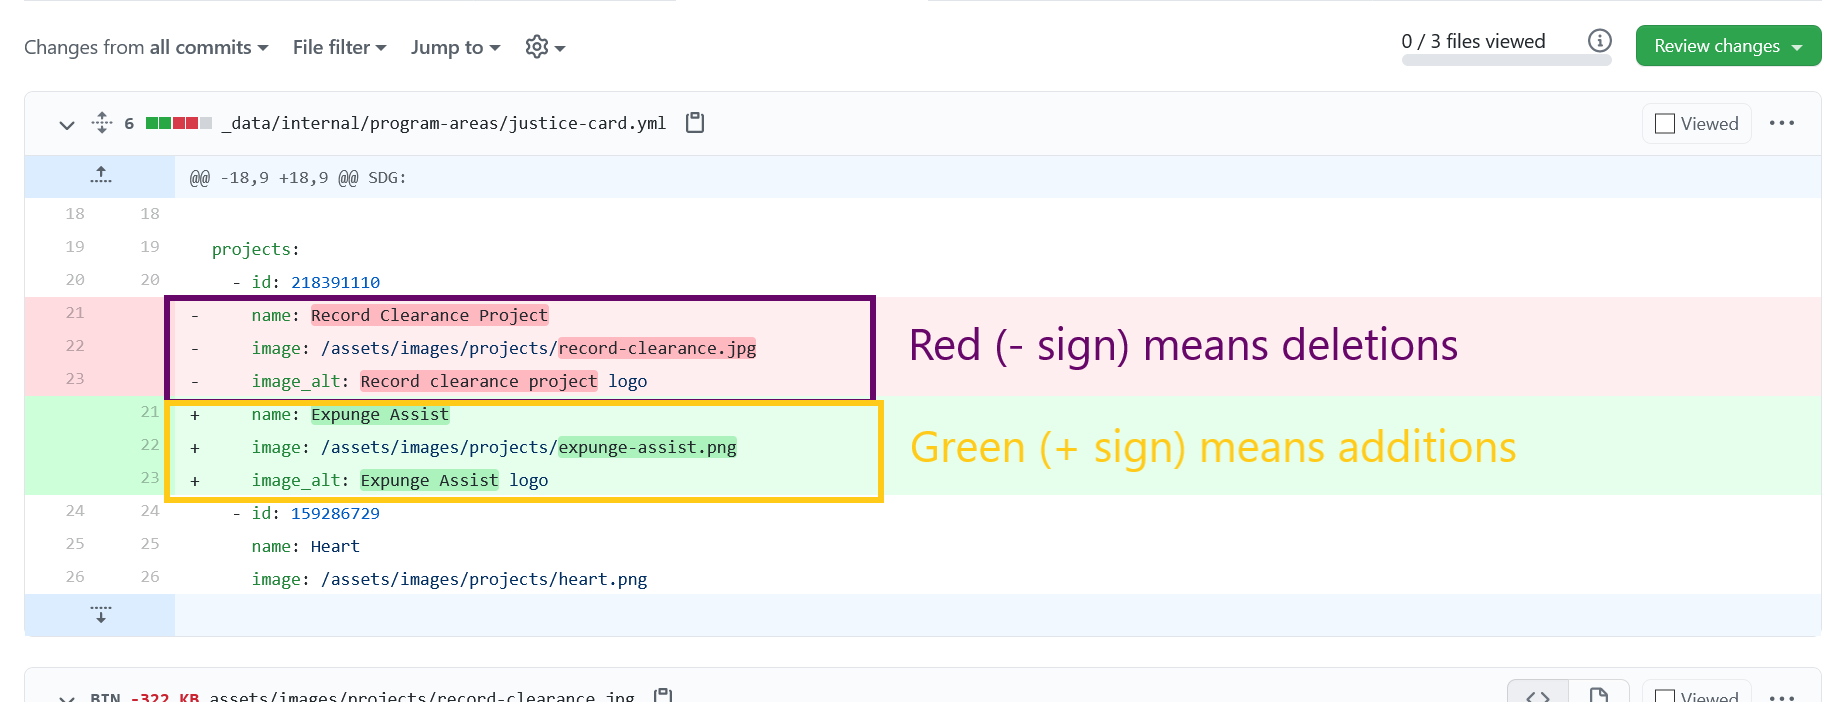 Changes from all commits File filter Jump to 0 / 3 files viewed Review changes
6 _data/internal/program-areas/justice-card.yml Viewed ...
@@ -18,9 +18,9 @@ SDG:
18 18
19 19 projects:
20 20 - id: 218391110
21 - name: Record Clearance Project
22 - image: /assets/images/projects/record-clearance.jpg
23 - image_alt: Record clearance project logo
Red (- sign) means deletions
21 + name: Expunge Assist
22 + image: /assets/images/projects/expunge-assist.png
23 + image_alt: Expunge Assist logo
Green (+ sign) means additions
24 24 - id: 159286729
25 25 name: Heart
26 26 image: /assets/images/projects/heart.png
BIN -322 KB assets/images/projects/record-clearance.jpg Viewed ...